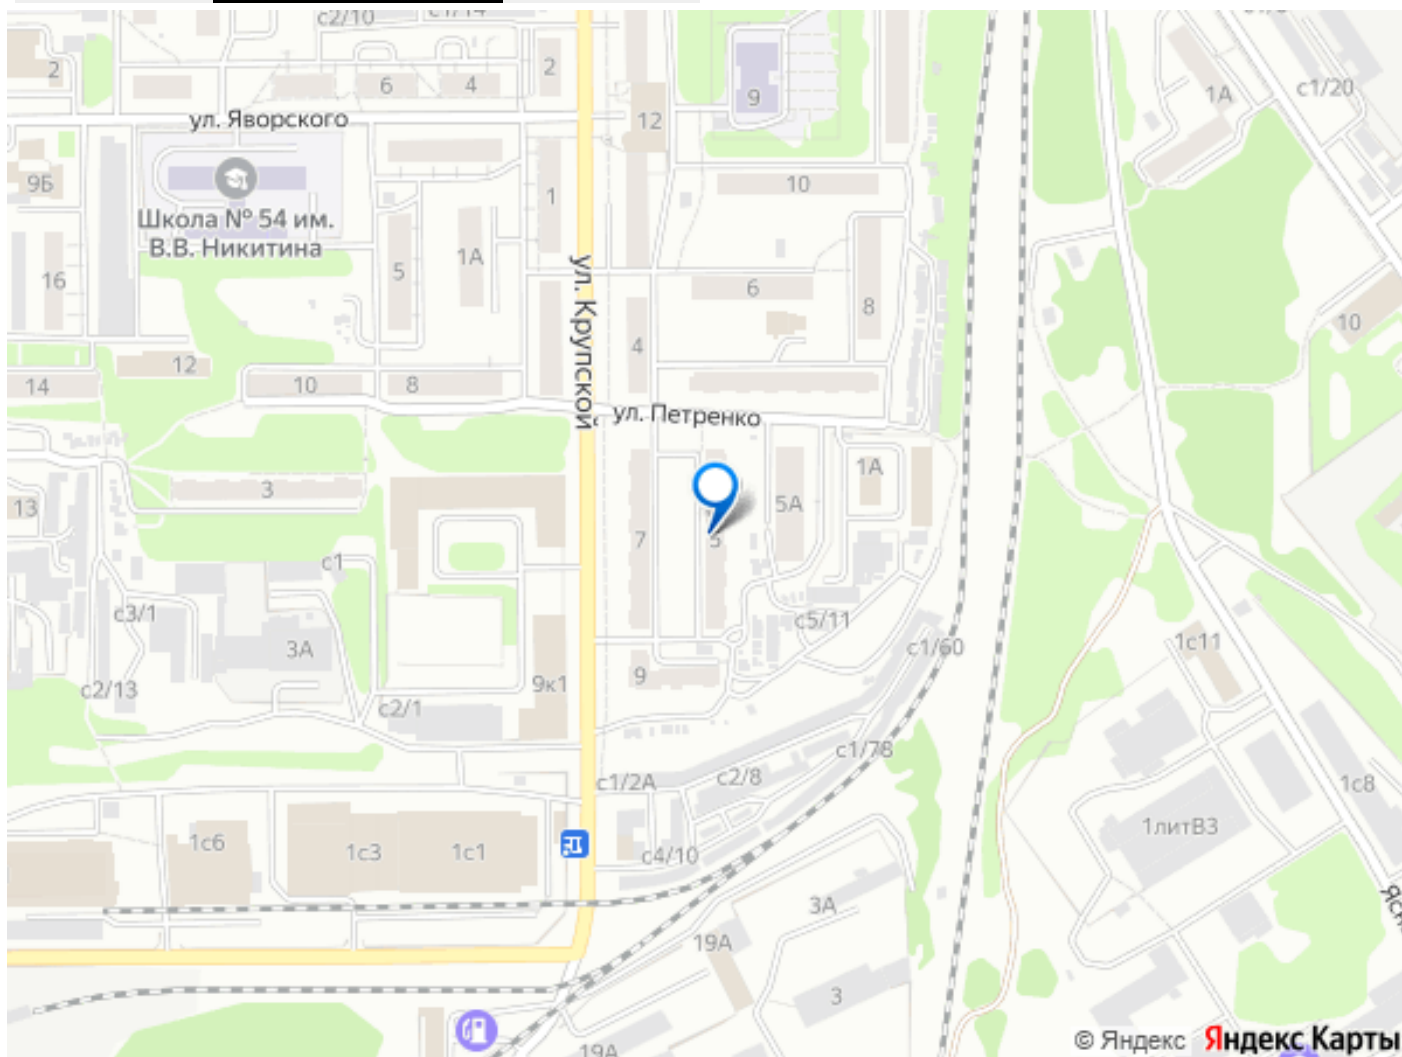 с2/10
с1/14
2
6
4
2
12
9
1А
с1/20
ул. Яворского
9Б
Школа № 54 им.
В.В. Никитина
1
10
16
5
1А
ул. Крупской
6
8
4
10
12
14
10
8
ул. Петренко
3
13
1А
5А
7
5
с1
с3/1
3А
с5/11
с1/60
1с11
с2/13
с2/1
9к1
9
с1/78
с1/2А
с2/8
1с8
1с6
1с3
1с1
с4/10
1литВ3
3А
19А
3
19А
© Яндекс Яндекс Карты